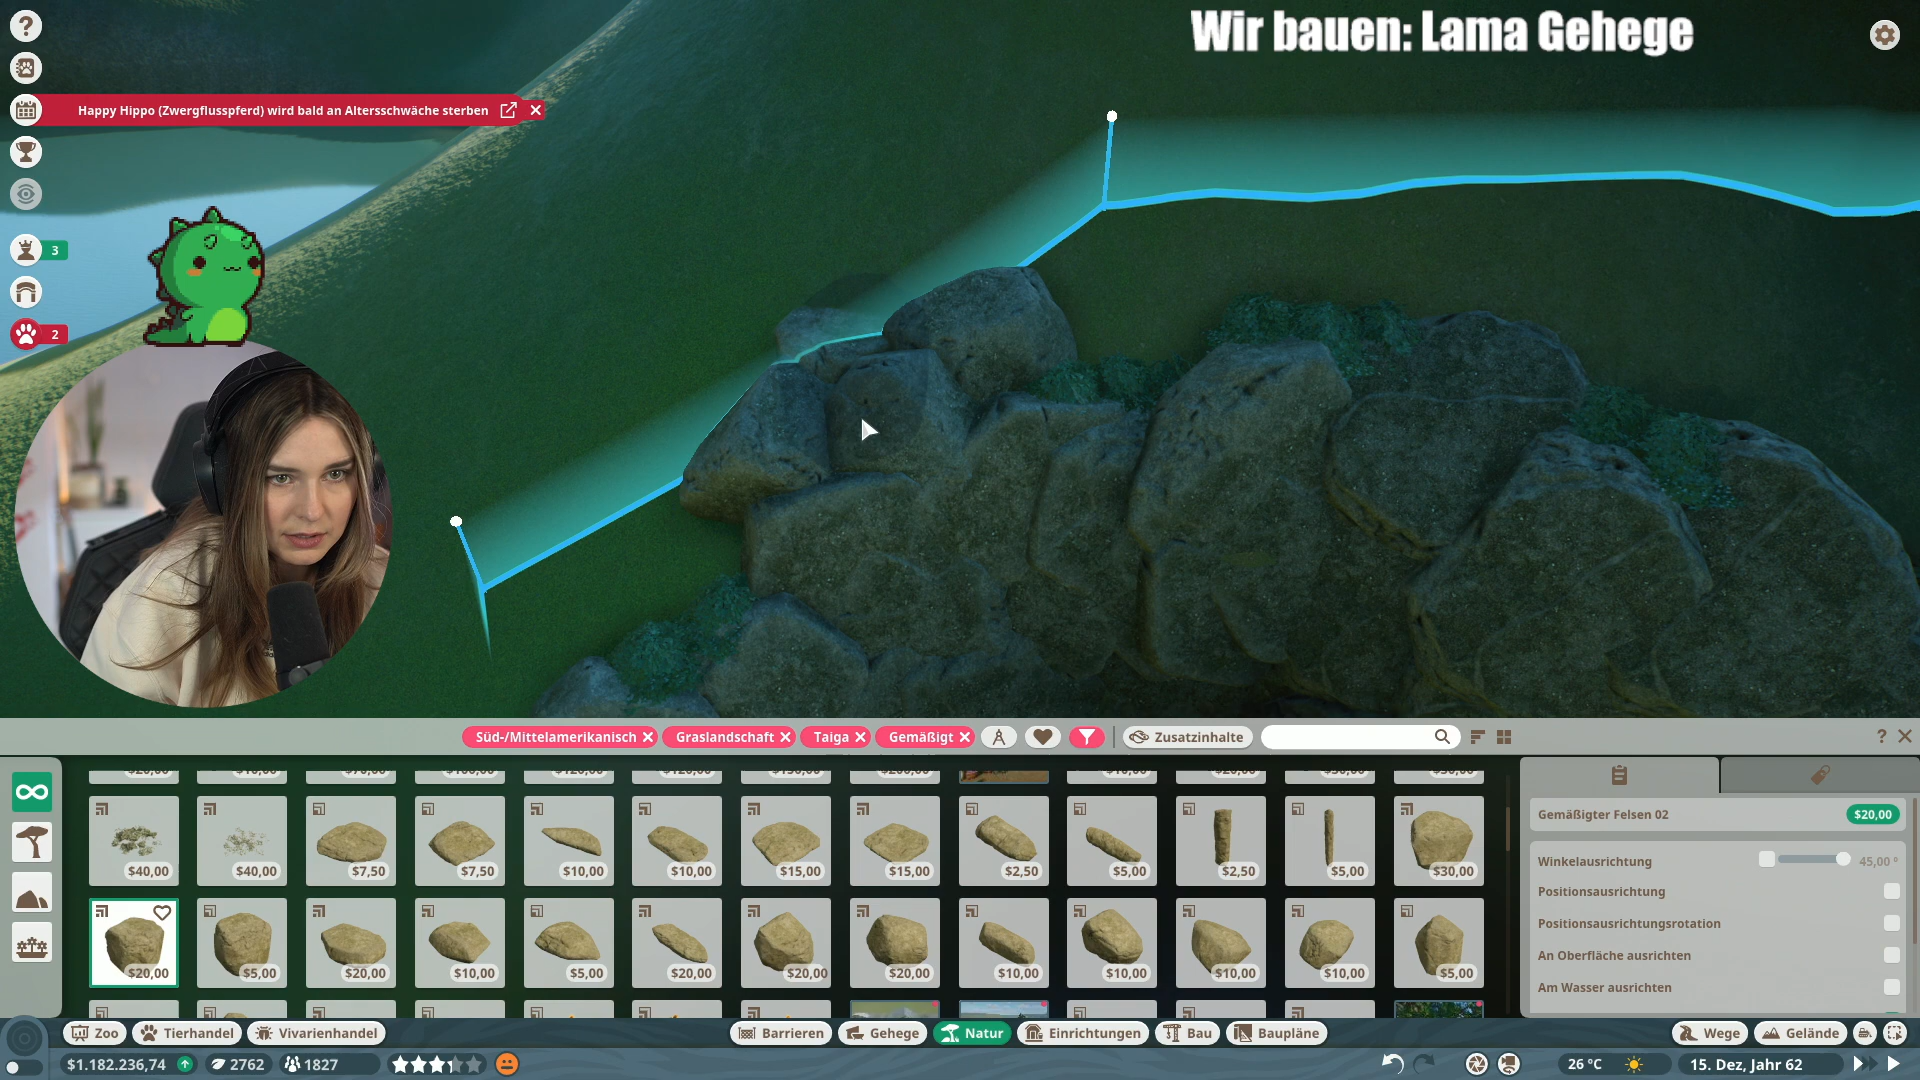 Wir bauen: Lama Gehege
Happy Hippo (Zwergflusspferd) wird bald an Altersschwäche sterben
3
2
Süd-/Mittelamerikanisch
Graslandschaft
Taiga
Gemäßigt
Zusatzinhalte
$40,00
$40,00
$7,50
$7,50
$10,00
$10,00
$15,00
$15,00
$2,50
$5,00
$2,50
$5,00
$30,00
$20,00
$5,00
$20,00
$10,00
$5,00
$20,00
$20,00
$20,00
$10,00
$10,00
$10,00
$10,00
$5,00
Gemäßigter Felsen 02
$20,00
Winkelausrichtung
45,00 °
Positionsausrichtung
Positionsausrichtungsrotation
An Oberfläche ausrichten
Am Wasser ausrichten
Zoo
Tierhandel
Vivarienhandel
Barrieren
Gehege
Natur
Einrichtungen
Bau
Baupläne
Wege
Gelände
$1.182.236,74
2762
1827
26 °C
15. Dez, Jahr 62